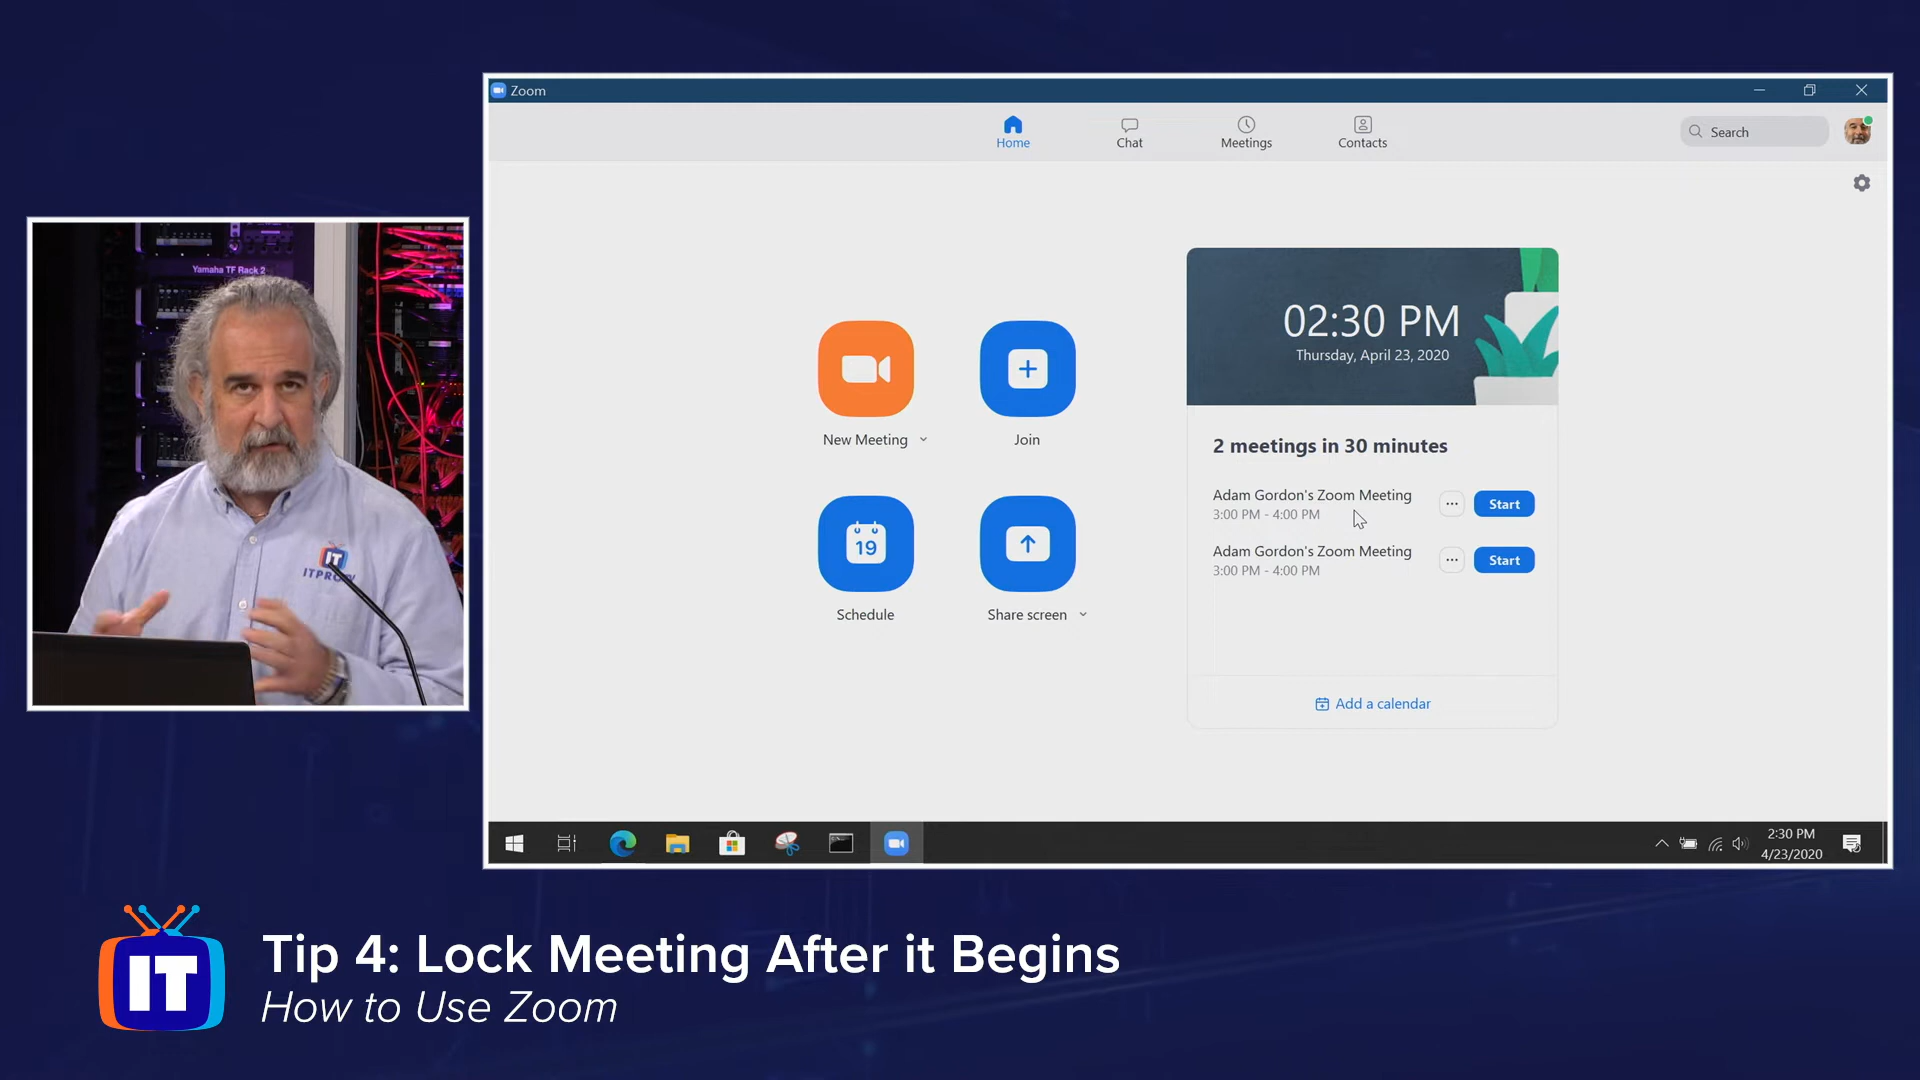 Zoom
Home
Chat
Meetings
Contacts
Search
Yamaha TF Rack 2
02:30 PM
Thursday, April 23, 2020
New Meeting
Join
2 meetings in 30 minutes
Adam Gordon's Zoom Meeting
3:00 PM - 4:00 PM
... Start
Adam Gordon's Zoom Meeting
3:00 PM - 4:00 PM
... Start
19
Schedule
Share screen
Add a calendar
IT
ITPRO
2:30 PM
4/23/2020
IT
Tip 4: Lock Meeting After it Begins
How to Use Zoom